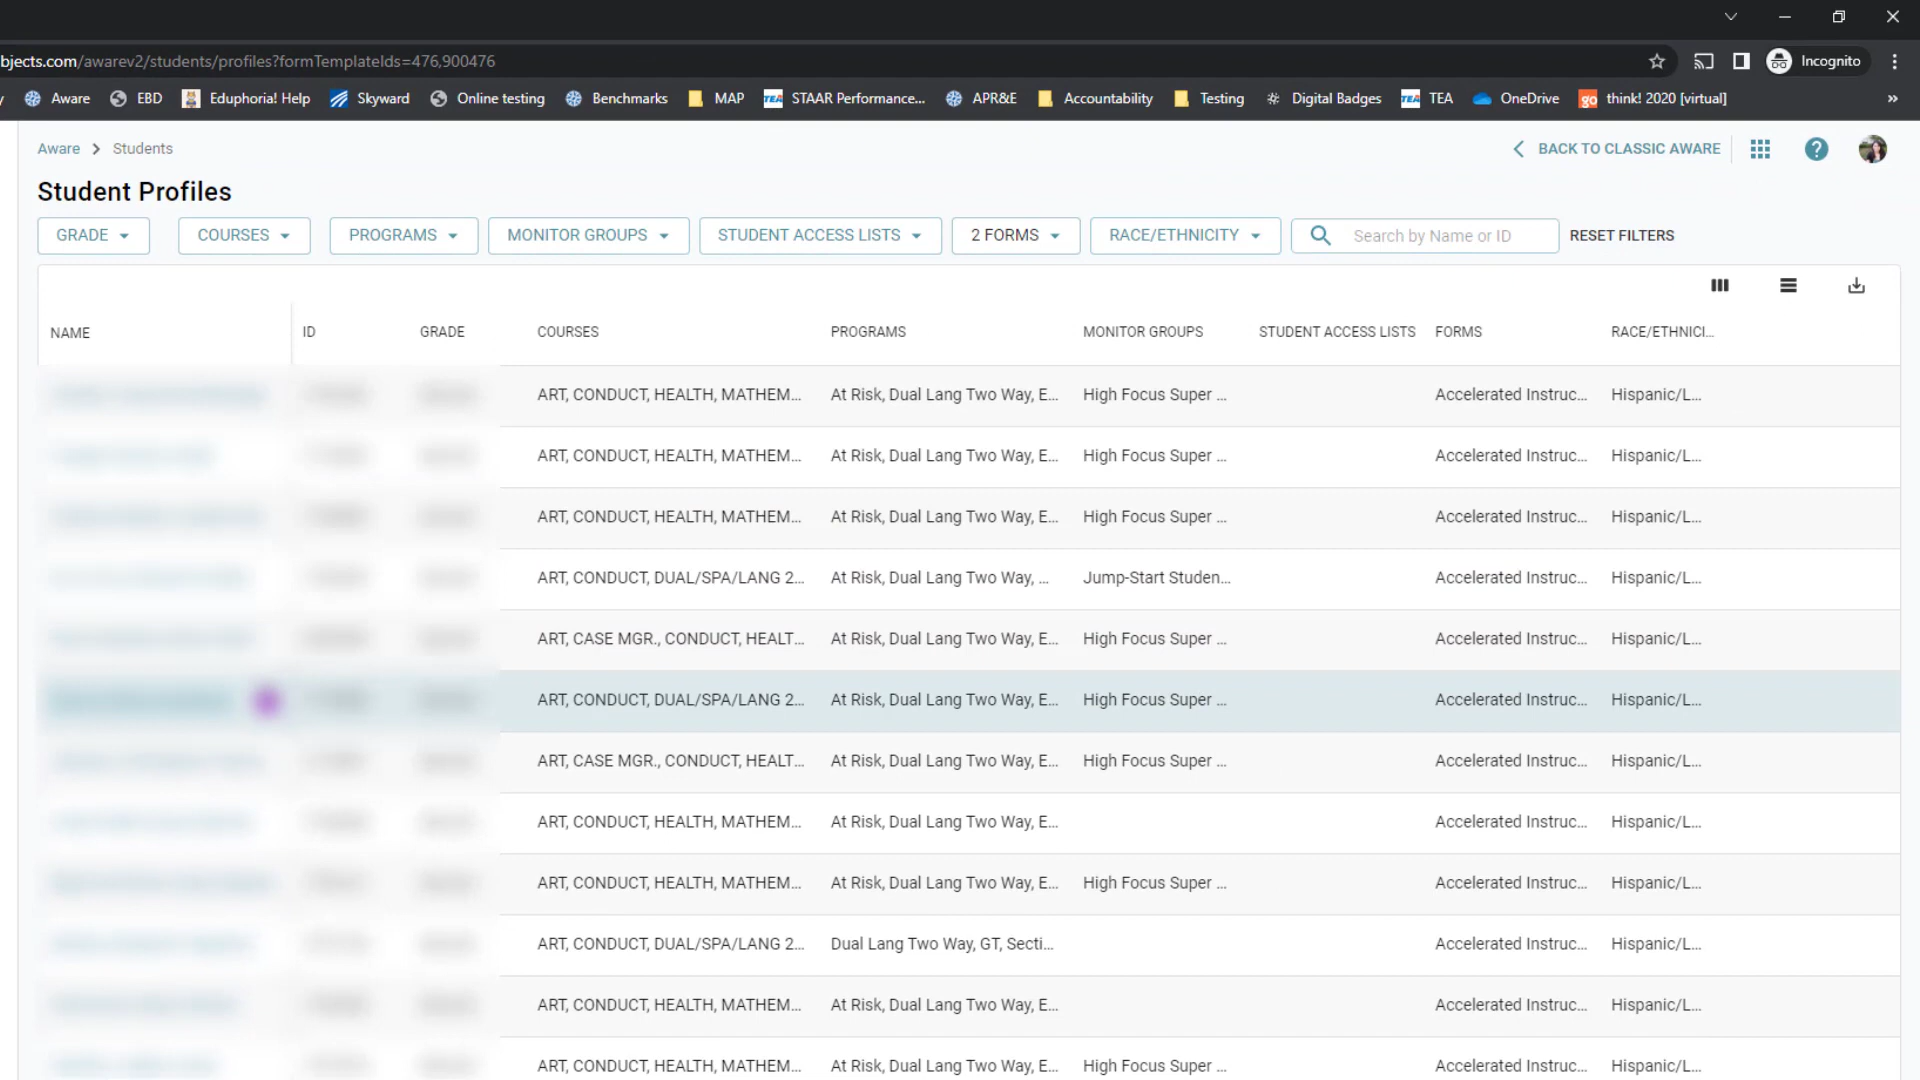 bjects.com/awarev2/students/profiles?formTemplateIds=476,900476 Incognito
Aware EBD Eduphoria! Help Skyward Online testing Benchmarks MAP TEA STAAR Performance... APR&E Accountability Testing Digital Badges TEA TEA OneDrive go think! 2020 [virtual] »
Aware > Students < BACK TO CLASSIC AWARE ?
Student Profiles
GRADE COURSES PROGRAMS MONITOR GROUPS STUDENT ACCESS LISTS 2 FORMS RACE/ETHNICITY Search by Name or ID RESET FILTERS
NAME ID GRADE COURSES PROGRAMS MONITOR GROUPS STUDENT ACCESS LISTS FORMS RACE/ETHNICI...
ART, CONDUCT, HEALTH, MATHEM... At Risk, Dual Lang Two Way, E... High Focus Super ... Accelerated Instruc... Hispanic/L...
ART, CONDUCT, HEALTH, MATHEM... At Risk, Dual Lang Two Way, E... High Focus Super ... Accelerated Instruc... Hispanic/L...
ART, CONDUCT, HEALTH, MATHEM... At Risk, Dual Lang Two Way, E... High Focus Super ... Accelerated Instruc... Hispanic/L...
ART, CONDUCT, DUAL/SPA/LANG 2... At Risk, Dual Lang Two Way, ... Jump-Start Studen... Accelerated Instruc... Hispanic/L...
ART, CASE MGR., CONDUCT, HEALT... At Risk, Dual Lang Two Way, E... High Focus Super ... Accelerated Instruc... Hispanic/L...
ART, CONDUCT, DUAL/SPA/LANG 2... At Risk, Dual Lang Two Way, E... High Focus Super ... Accelerated Instruc... Hispanic/L...
ART, CASE MGR., CONDUCT, HEALT... At Risk, Dual Lang Two Way, E... High Focus Super ... Accelerated Instruc... Hispanic/L...
ART, CONDUCT, HEALTH, MATHEM... At Risk, Dual Lang Two Way, E... Accelerated Instruc... Hispanic/L...
ART, CONDUCT, HEALTH, MATHEM... At Risk, Dual Lang Two Way, E... High Focus Super ... Accelerated Instruc... Hispanic/L...
ART, CONDUCT, DUAL/SPA/LANG 2... Dual Lang Two Way, GT, Secti... Accelerated Instruc... Hispanic/L...
ART, CONDUCT, HEALTH, MATHEM... At Risk, Dual Lang Two Way, E... Accelerated Instruc... Hispanic/L...
ART, CONDUCT, HEALTH, MATHEM... At Risk, Dual Lang Two Way, E... High Focus Super ... Accelerated Instruc... Hispanic/L...